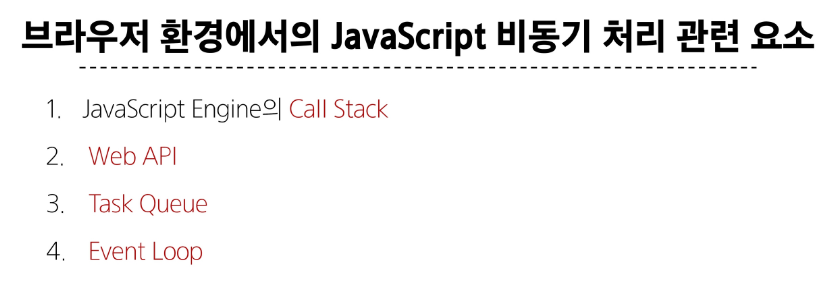 브라우저 환경에서의 JavaScript 비동기 처리 관련 요소
1. JavaScript Engine의 Call Stack
2. Web API
3. Task Queue
4. Event Loop